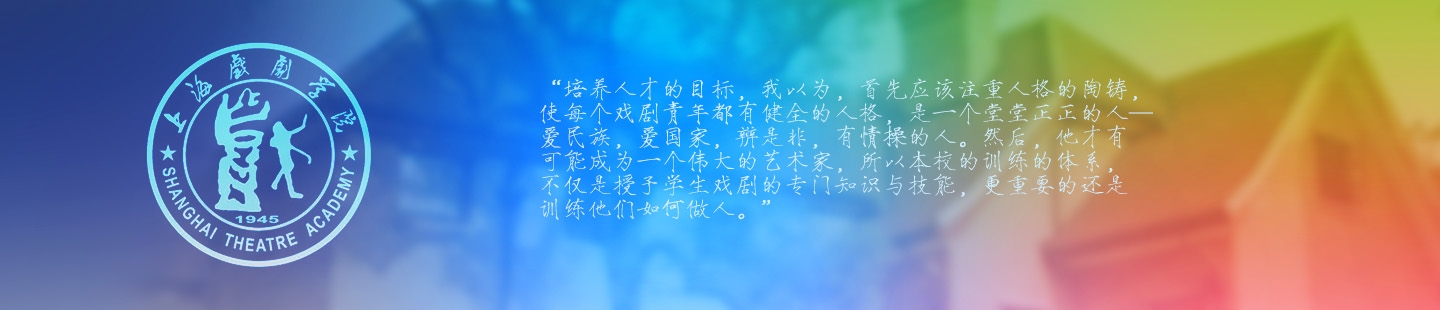 上海戲劇學院
1945
SHANGHAI THEATRE ACADEMY
“培养人才的目标，我以为，首先应该注重人格的陶铸，
使每个戏剧青年都有健全的人格，是一个堂堂正正的人—
爱民族，爱国家，辨是非，有情操的人。然后，他才有
可能成为一个伟大的艺术家，所以本校的训练的体系，
不仅是授予学生戏剧的专门知识与技能，更重要的还是
训练他们如何做人。”